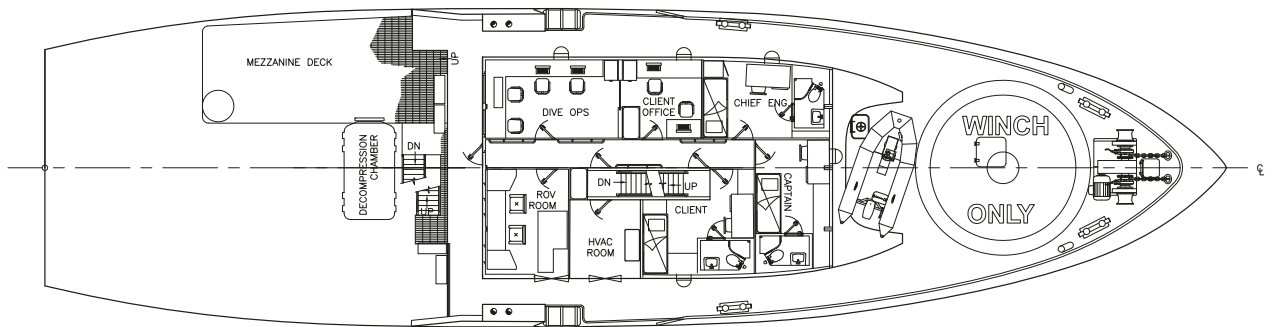 MEZZANINE DECK
UP
DIVE OPS
CLIENT
OFFICE
CHIEF ENG
WINCH
ONLY
DECOMPRESSION
CHAMBER
DN
UP
ROV
ROOM
DN
UP
HVAC
ROOM
CLIENT
CAPTAIN
℄